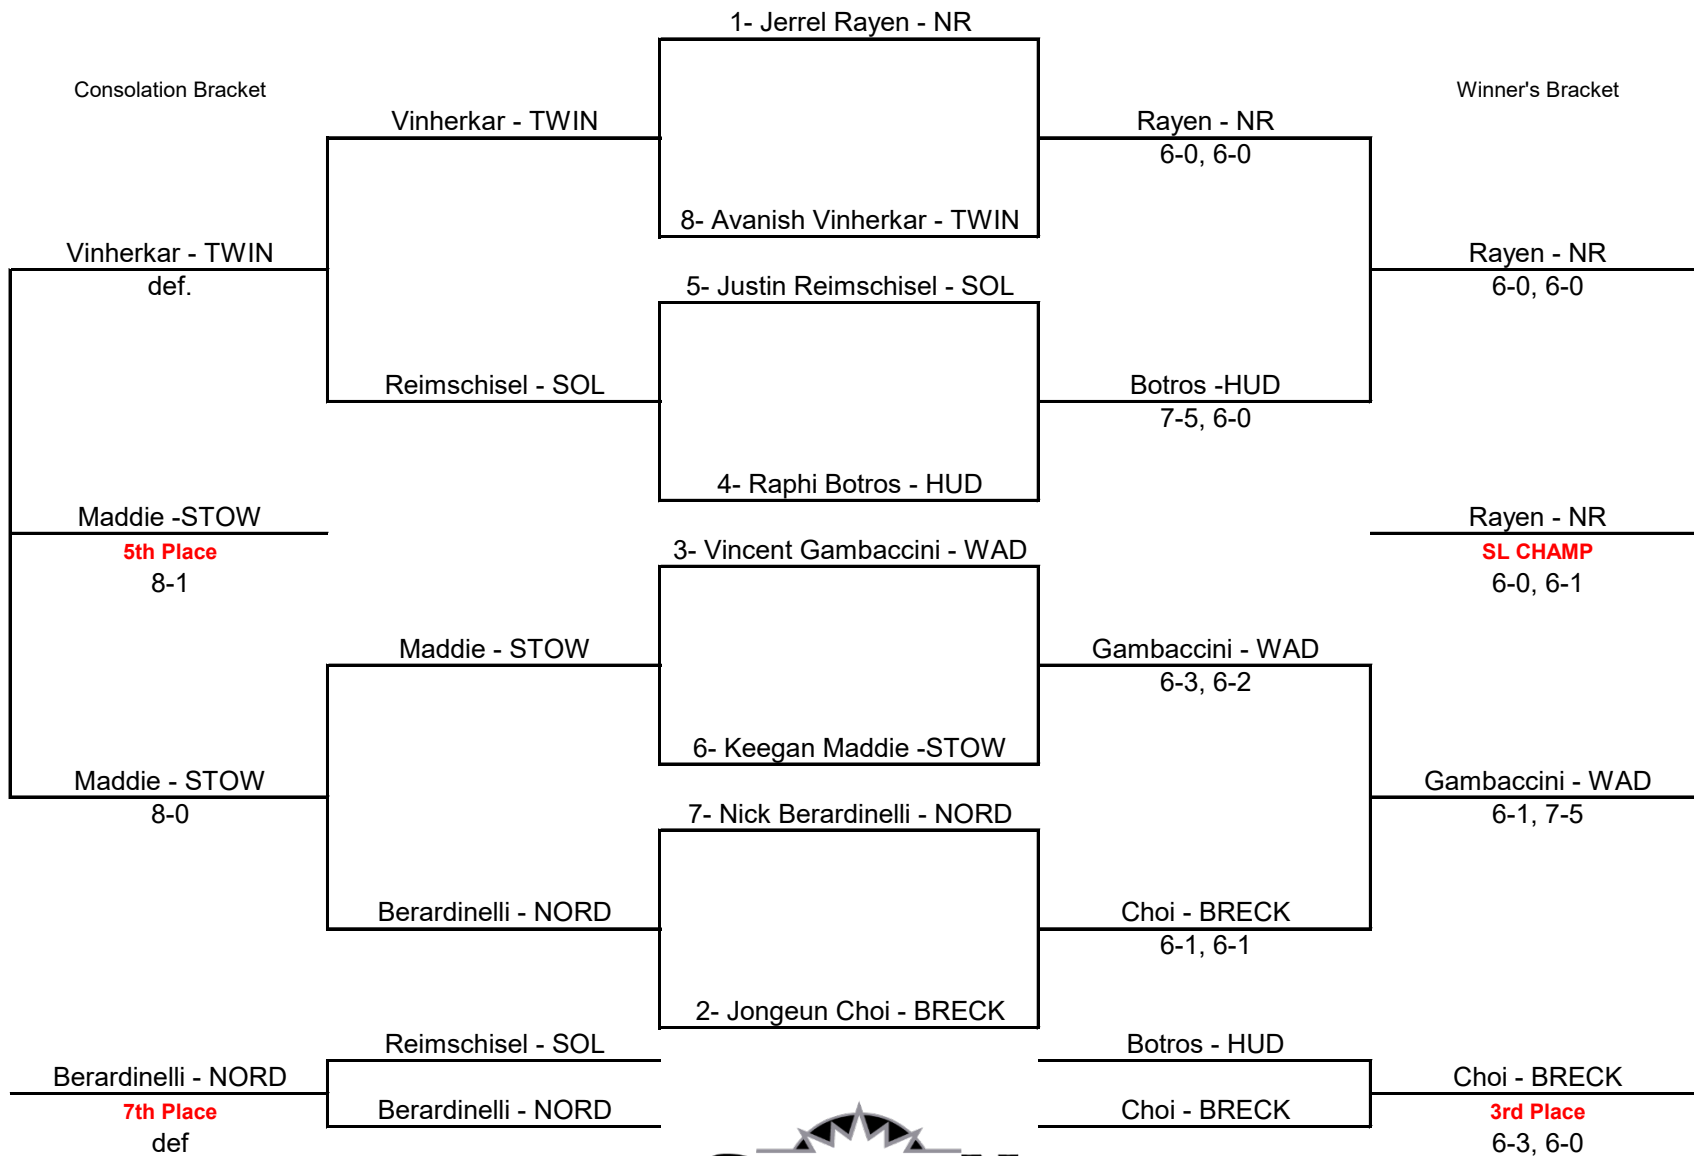 1- Jerrel Rayen - NR
Consolation Bracket
Winner's Bracket
Vinherkar - TWIN
Rayen - NR
6-0, 6-0
8- Avanish Vinherkar - TWIN
Vinherkar - TWIN
def.
Rayen - NR
6-0, 6-0
5- Justin Reimschisel - SOL
Reimschisel - SOL
Botros -HUD
7-5, 6-0
4- Raphi Botros - HUD
Maddie -STOW
5th Place
8-1
Rayen - NR
SL CHAMP
6-0, 6-1
3- Vincent Gambaccini - WAD
Maddie - STOW
Gambaccini - WAD
6-3, 6-2
6- Keegan Maddie -STOW
Maddie - STOW
8-0
Gambaccini - WAD
6-1, 7-5
7- Nick Berardinelli - NORD
Berardinelli - NORD
Choi - BRECK
6-1, 6-1
2- Jongeun Choi - BRECK
Reimschisel - SOL
Botros - HUD
Berardinelli - NORD
7th Place
def
Berardinelli - NORD
Choi - BRECK
Choi - BRECK
3rd Place
6-3, 6-0